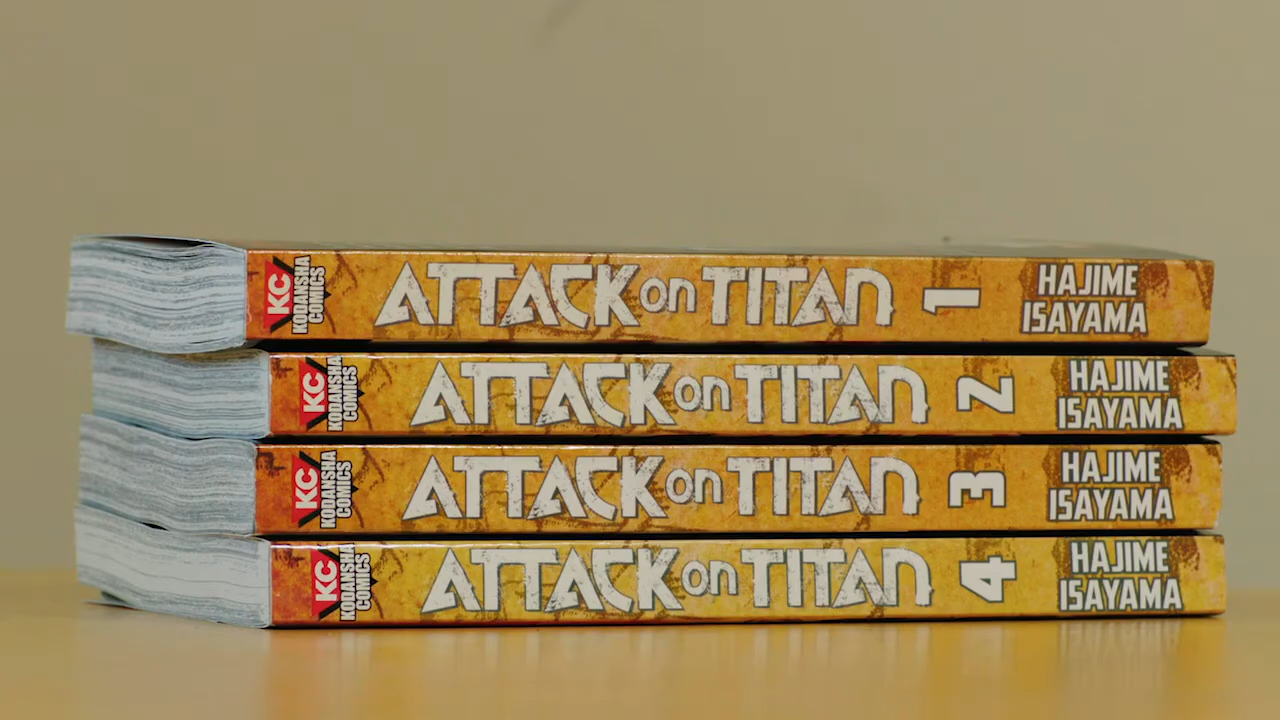 KC
KODANSHA
COMICS
ATTACK on TITAN
1
HAJIME
ISAYAMA
KC
KODANSHA
COMICS
ATTACK on TITAN
2
HAJIME
ISAYAMA
KC
KODANSHA
COMICS
ATTACK on TITAN
3
HAJIME
ISAYAMA
KC
KODANSHA
COMICS
ATTACK on TITAN
4
HAJIME
ISAYAMA